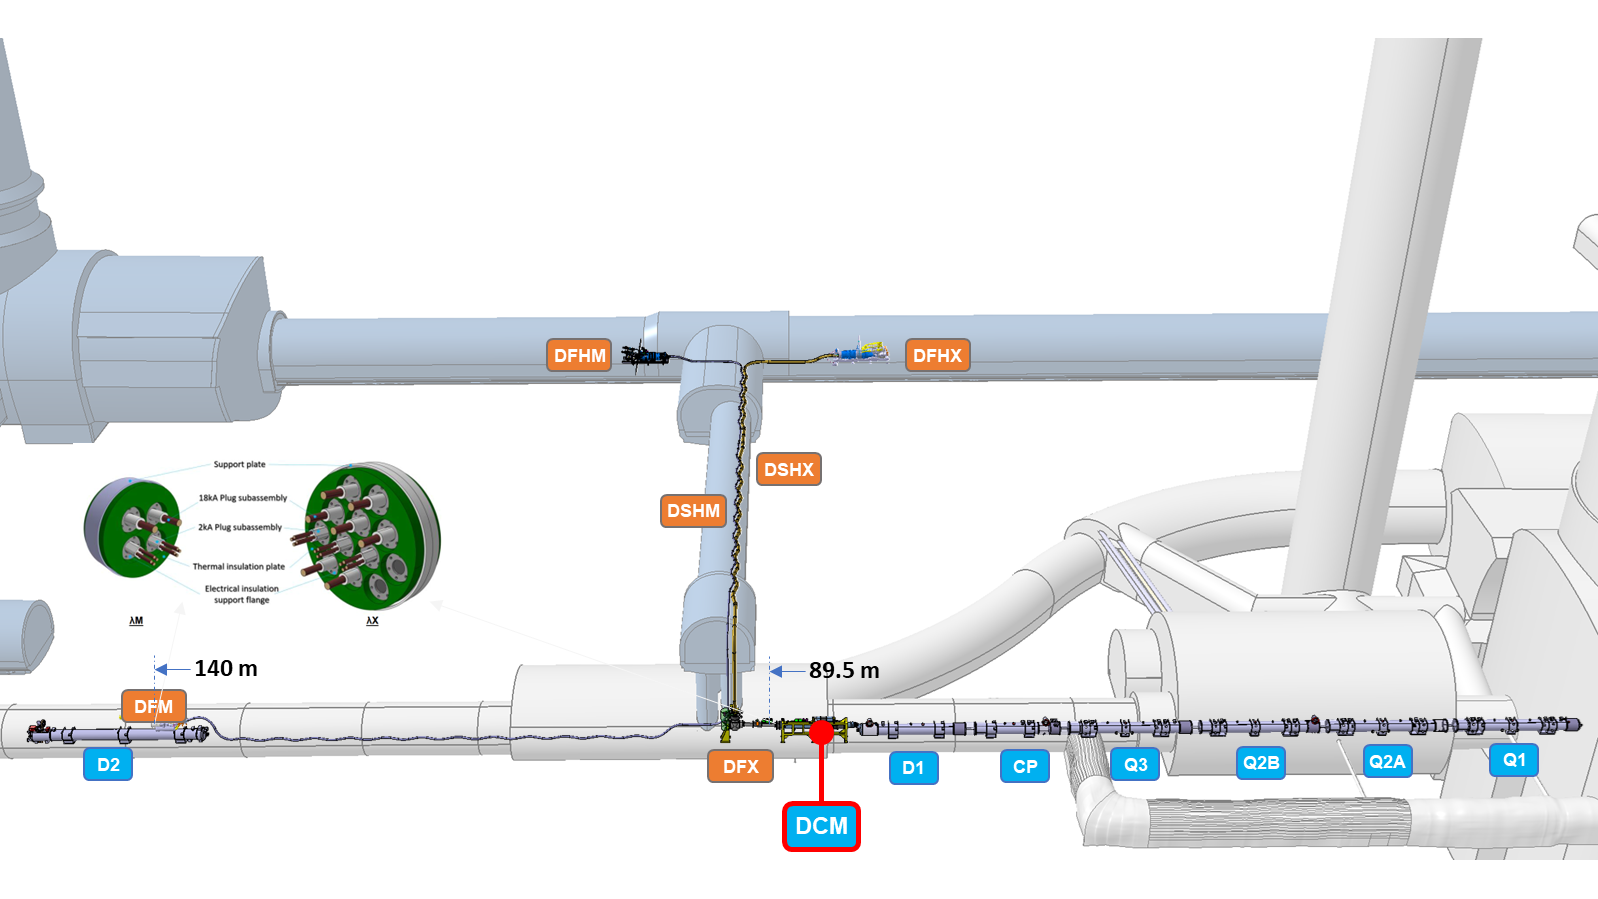 DFHM
DFHX
DSHX
DSHM
Support plate
18kA Plug subassembly
2kA Plug subassembly
Thermal insulation plate
Electrical insulation
support flange
λM
λX
140 m
89.5 m
DFM
D2
DFX
D1
CP
Q3
Q2B
Q2A
Q1
DCM